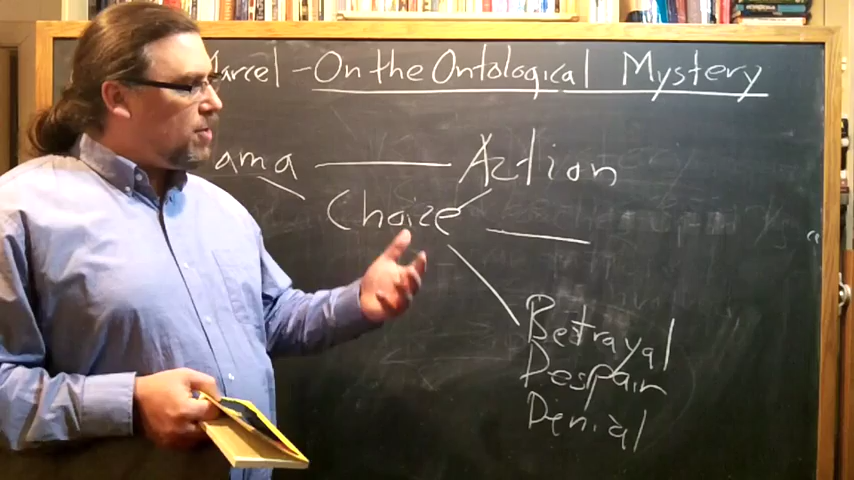 Marcel - On the Ontological Mystery
ama Action
Choice
Betrayal
Despair
Denial